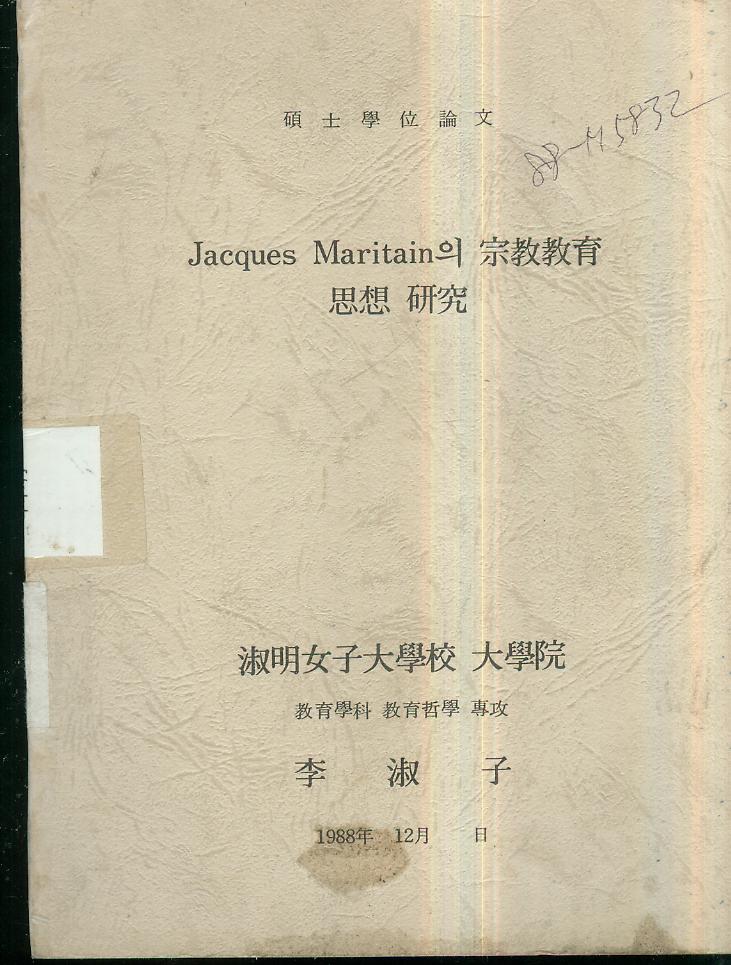 碩士學位論文
Jacques Maritain의 宗教教育
思想 研究
淑明女子大學校 大學院
教育學科 教育哲學 專攻
李 淑 子
1988年 12月 日